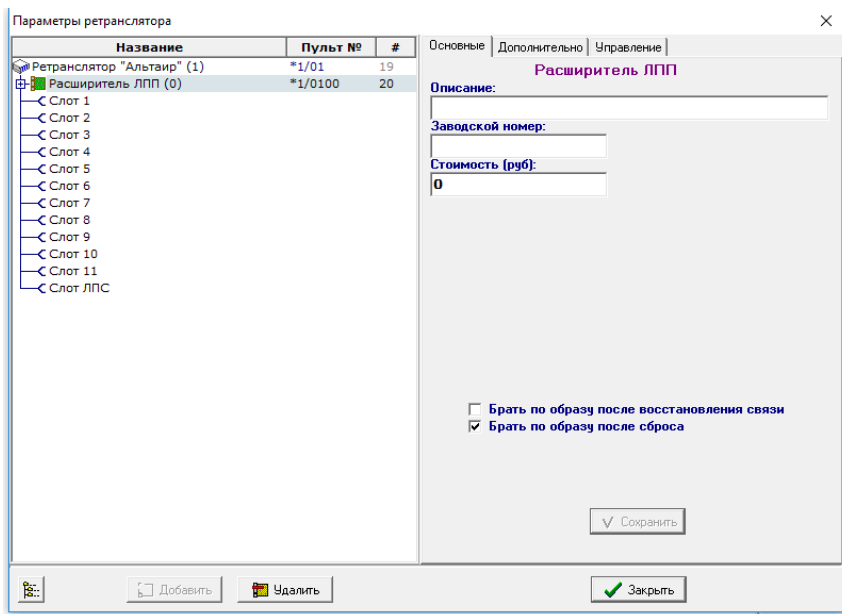 Параметры ретранслятора
Название Пульт № #
Ретранслятор "Альтаир" (1) *1/01 19
Расширитель ЛПП (0) *1/0100 20
Слот 1
Слот 2
Слот 3
Слот 4
Слот 5
Слот 6
Слот 7
Слот 8
Слот 9
Слот 10
Слот 11
Слот ЛПС
Основные Дополнительно Управление
Расширитель ЛПП
Описание:
Заводской номер:
Стоимость (руб):
0
Брать по образу после восстановления связи
Брать по образу после сброса
Сохранить
Добавить Удалить Закрыть